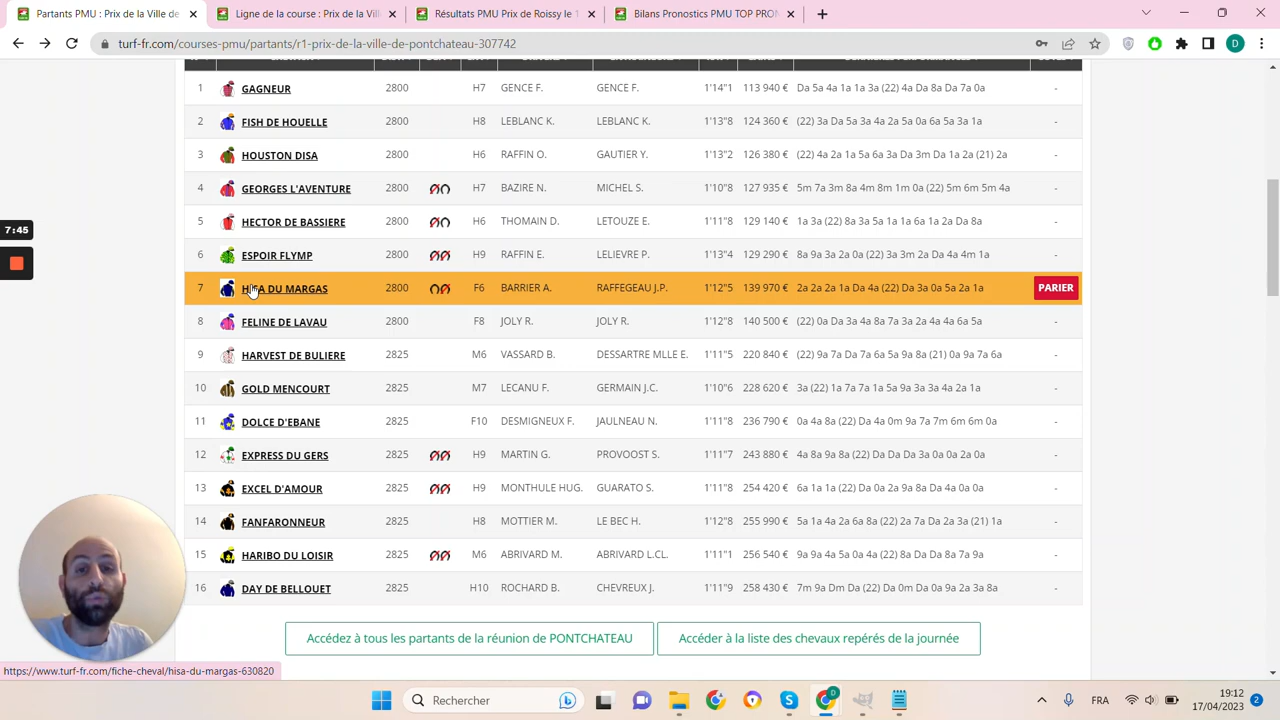 Partants PMU : Prix de la Ville de
Ligne de la course : Prix de la Vill
Résultats PMU Prix de Roissy le 1
Bilans Pronostics PMU TOP PRON
turf-fr.com/courses-pmu/partants/r1-prix-de-la-ville-de-pontchateau-307742
D
1 GAGNEUR 2800 H7 GENCE F. GENCE F. 1'14"1 113 940 € Da 5a 4a 1a 1a 3a (22) 4a Da 8a Da 7a 0a -
2 FISH DE HOUELLE 2800 H8 LEBLANC K. LEBLANC K. 1'13"8 124 360 € (22) 3a Da 5a 3a 4a 2a 5a 0a 6a 5a 3a 1a -
3 HOUSTON DISA 2800 H6 RAFFIN O. GAUTIER Y. 1'13"2 126 380 € (22) 4a 2a 1a 5a 6a 3a Da 3m Da 1a 2a (21) 2a -
4 GEORGES L'AVENTURE 2800 H7 BAZIRE N. MICHEL S. 1'10"8 127 935 € 5m 7a 3m 8a 4m 8m 1m 0a (22) 5m 6m 5m 4a -
5 HECTOR DE BASSIERE 2800 H6 THOMAIN D. LETOUZE E. 1'11"8 129 140 € 1a 3a (22) 8a 3a 5a 1a 1a 6a 1a 2a Da 8a -
6 ESPOIR FLYMP 2800 H9 RAFFIN E. LELIEVRE P. 1'13"4 129 290 € 8a 9a 3a 2a 0a (22) 3a 3m 2a Da 4a 4m 1a -
7 HISA DU MARGAS 2800 F6 BARRIER A. RAFFEGEAU J.P. 1'12"5 139 970 € 2a 2a 2a 1a Da 4a (22) Da 3a 0a 5a 2a 1a PARIER
8 FELINE DE LAVAU 2800 F8 JOLY R. JOLY R. 1'12"8 140 500 € (22) 0a Da 3a 4a 8a 7a 3a 2a 4a 4a 6a 5a -
9 HARVEST DE BULIERE 2825 M6 VASSARD B. DESSARTRE MLLE E. 1'11"5 220 840 € (22) 9a 7a Da 7a 6a 5a 9a 8a (21) 0a 9a 7a 6a -
10 GOLD MENCOURT 2825 M7 LECANU F. GERMAIN J.C. 1'10"6 228 620 € 3a (22) 1a 7a 7a 1a 5a 9a 3a 8a 4a 2a 1a -
11 DOLCE D'EBANE 2825 F10 DESMIGNEUX F. JAULNEAU N. 1'11"8 236 790 € 0a 4a 8a (22) Da 4a 0m 9a 7a 7m 6m 6m 0a -
12 EXPRESS DU GERS 2825 H9 MARTIN G. PROVOOST S. 1'11"7 243 880 € 4a 8a 9a 8a (22) Da Da Da 3a 3a 0a 2a 0a -
13 EXCEL D'AMOUR 2825 H9 MONTHULE HUG. GUARATO S. 1'11"8 254 420 € 6a 1a 1a (22) Da 0a 2a 9a 8a Da 4a 0a 0a -
14 FANFARONNEUR 2825 H8 MOTTIER M. LE BEC H. 1'12"8 255 990 € 5a 1a 4a 2a 6a 8a (22) 2a 7a Da 2a 3a (21) 1a -
15 HARIBO DU LOISIR 2825 M6 ABRIVARD M. ABRIVARD L.CL. 1'11"1 256 540 € 9a 9a 4a 5a 0a 4a (22) 8a Da Da 8a 7a 9a -
16 DAY DE BELLOUET 2825 H10 ROCHARD B. CHEVREUX J. 1'11"9 258 430 € 7m 9a Dm Da (22) Da 0m Da 0a 9a 2a 3a 8a -
7:45
Accédez à tous les partants de la réunion de PONTCHATEAU
Accéder à la liste des chevaux repérés de la journée
https://www.turf-fr.com/fiche-cheval/hisa-du-margas-630820
Rechercher
FRA
19:12
17/04/2023
2